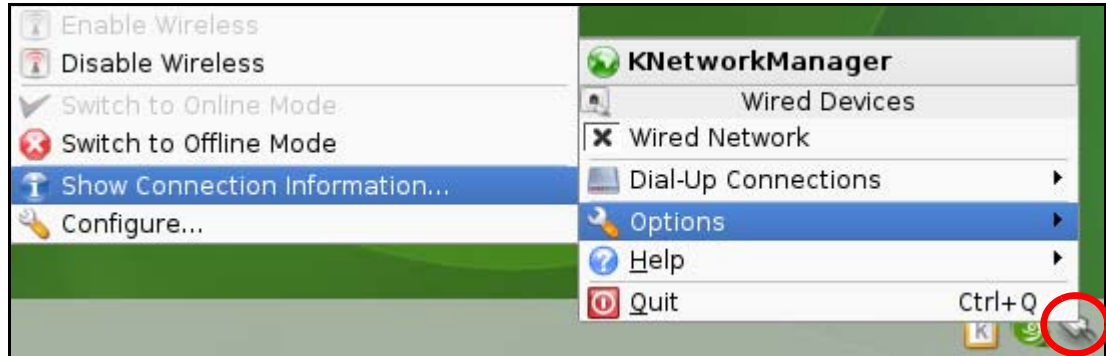 Enable Wireless
Disable Wireless
Switch to Online Mode
Switch to Offline Mode
Show Connection Information...
Configure...
KNetworkManager
Wired Devices
Wired Network
Dial-Up Connections
Options
Help
Quit Ctrl+Q
K